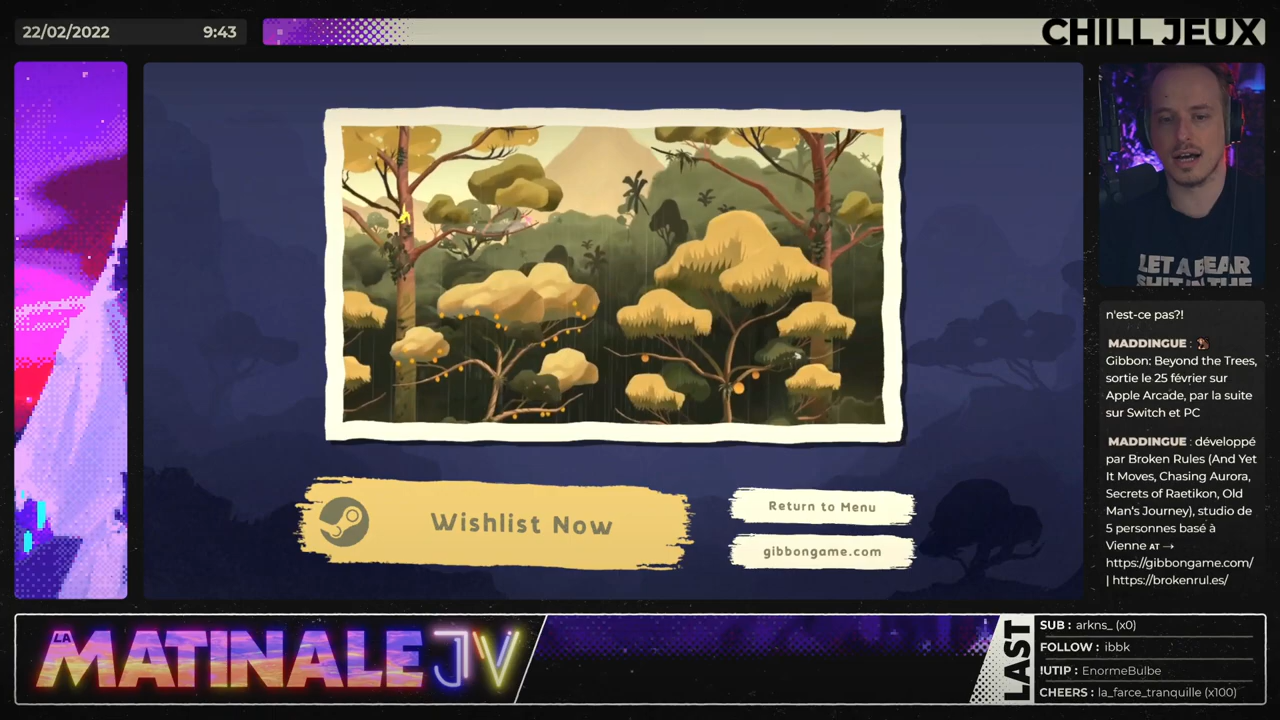 22/02/2022 9:43
CHILL JEUX
LET A BEAR
SHIT IN THE
n'est-ce pas?!
MADDINGUE :
Gibbon: Beyond the Trees,
sortie le 25 février sur
Apple Arcade, par la suite
sur Switch et PC
MADDINGUE : développé
par Broken Rules (And Yet
It Moves, Chasing Aurora,
Secrets of Raetikon, Old
Man's Journey), studio de
5 personnes basé à
Vienne AT →
https://gibbongame.com/
| https://brokenrul.es/
Wishlist Now
Return to Menu
gibbongame.com
LA
MATINALE JV
LAST
SUB : arkns_ (x0)
FOLLOW : ibbk
!UTIP : EnormeBulbe
CHEERS : la_farce_tranquille (x100)